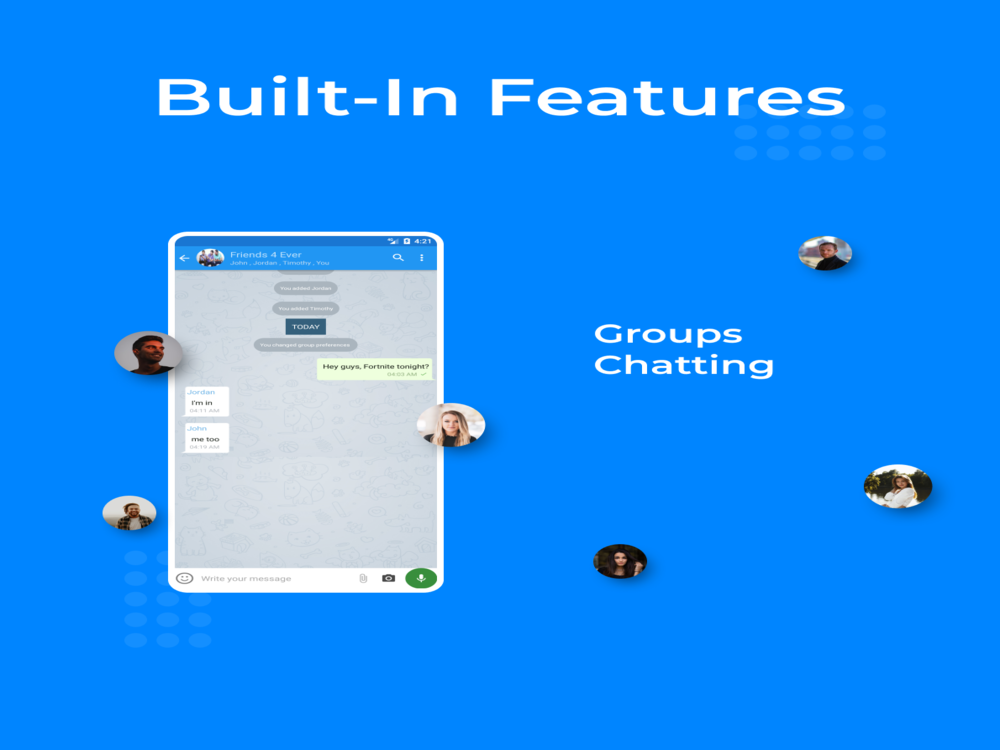 Built-In Features
4:21
Friends 4 Ever
John , Jordan , Timothy , You
You added Jordan
You added Timothy
TODAY
You changed group preferences
Hey guys, Fortnite tonight?
04:03 AM
Jordan
I'm in
04:11 AM
John
me too
04:19 AM
Write your message
Groups
Chatting